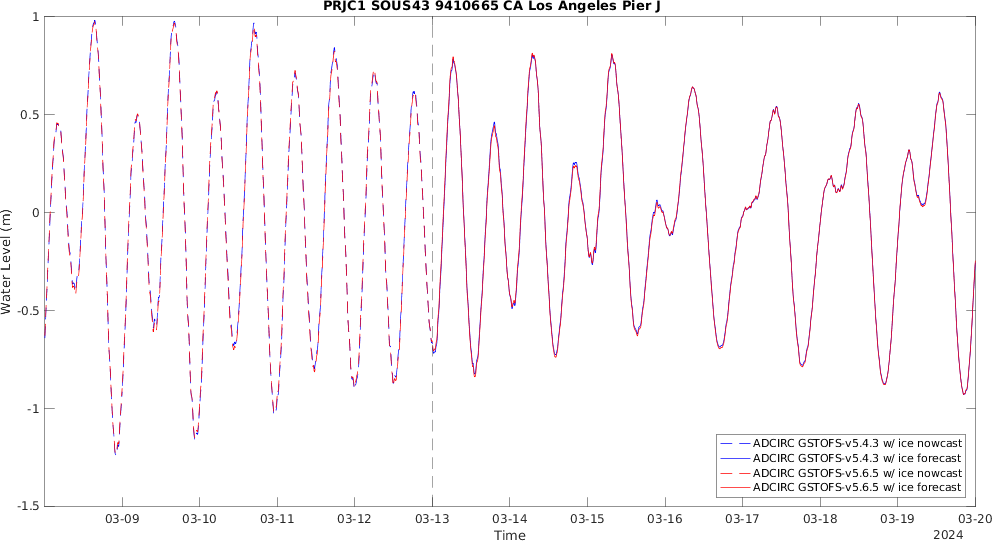 PRJC1 SOUS43 9410665 CA Los Angeles Pier J
1
0.5
0
-0.5
-1
-1.5
Water Level (m)
03-09 03-10 03-11 03-12 03-13 03-14 03-15 03-16 03-17 03-18 03-19 03-20
Time
2024
ADCIRC GSTOFS-v5.4.3 w/ ice nowcast
ADCIRC GSTOFS-v5.4.3 w/ ice forecast
ADCIRC GSTOFS-v5.6.5 w/ ice nowcast
ADCIRC GSTOFS-v5.6.5 w/ ice forecast